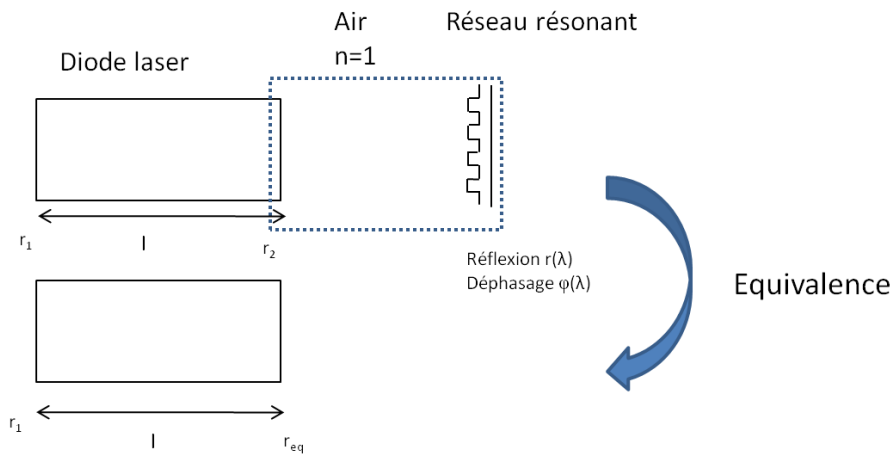 Air
n=1
Réseau résonant
Diode laser
r1
l
r2
Réflexion r(λ)
Déphasage φ(λ)
Equivalence
r1
l
req